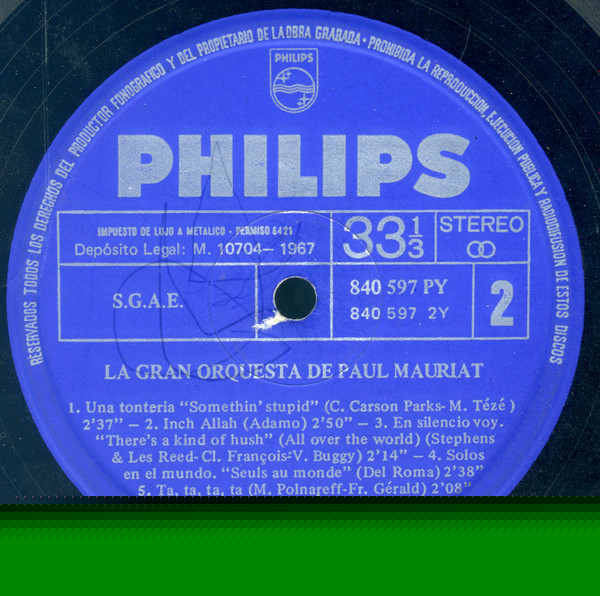 RESERVADOS TODOS LOS DERECHOS DEL PRODUCTOR FONOGRAFICO Y DEL PROPIETARIO DE LA OBRA GRABADA · PROHIBIDA LA REPRODUCCION, EJECUCION PUBLICA Y RADIODIFUSION DE ESTOS DISCOS
PHILIPS
PHILIPS
IMPUESTO DE LUJO A METALICO - PERMISO 6421
Depósito Legal: M. 10704— 1967
33 1/3
STEREO
S.G.A.E.
840 597 PY
840 597 2Y
2
LA GRAN ORQUESTA DE PAUL MAURIAT
1. Una tonteria “Somethin' stupid” (C. Carson Parks- M. Tézé )
2'37” – 2. Inch Allah (Adamo) 2'50” – 3. En silencio voy.
“There's a kind of hush” (All over the world) (Stephens
& Les Reed-Cl. François-V. Buggy) 2'14” – 4. Solos
en el mundo. “Seuls au monde” (Del Roma) 2'38”
5. Ta, ta, ta, ta (M. Polnareff-Fr. Gérald) 2'08”